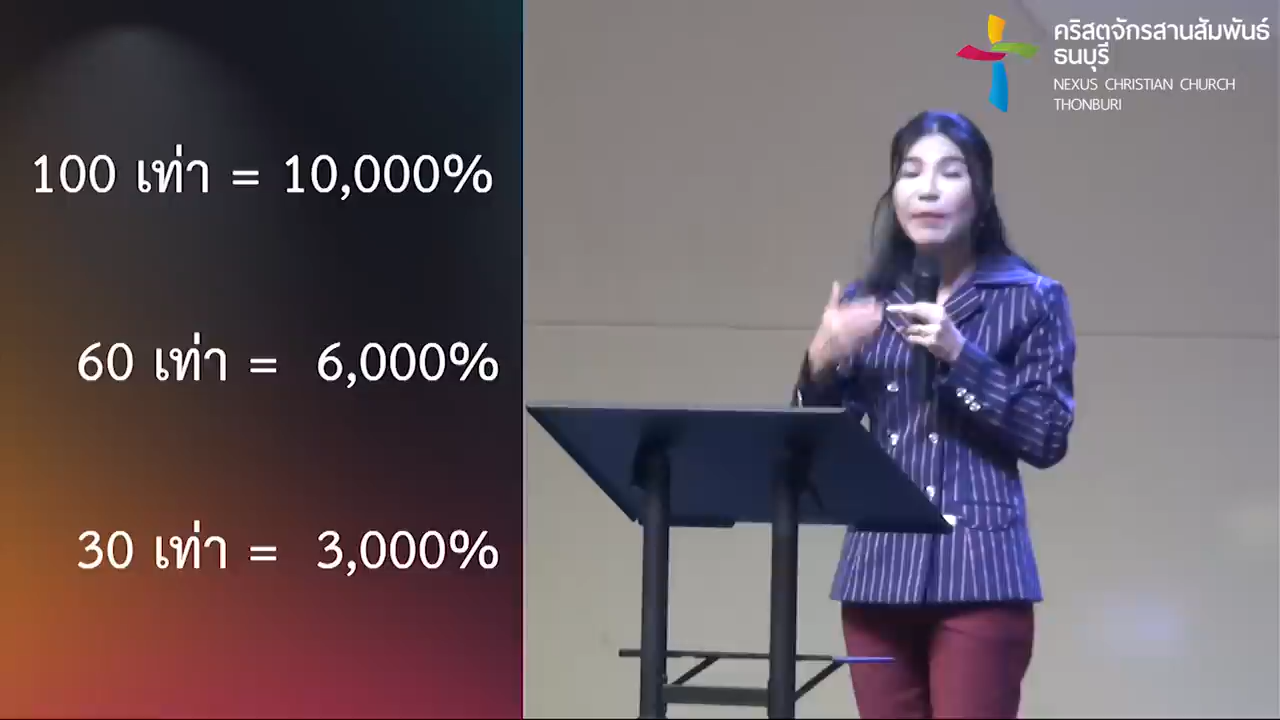 100 เท่า = 10,000%
60 เท่า = 6,000%
30 เท่า = 3,000%
คริสตจักรสานสัมพันธ์
ธนบุรี
NEXUS CHRISTIAN CHURCH
THONBURI